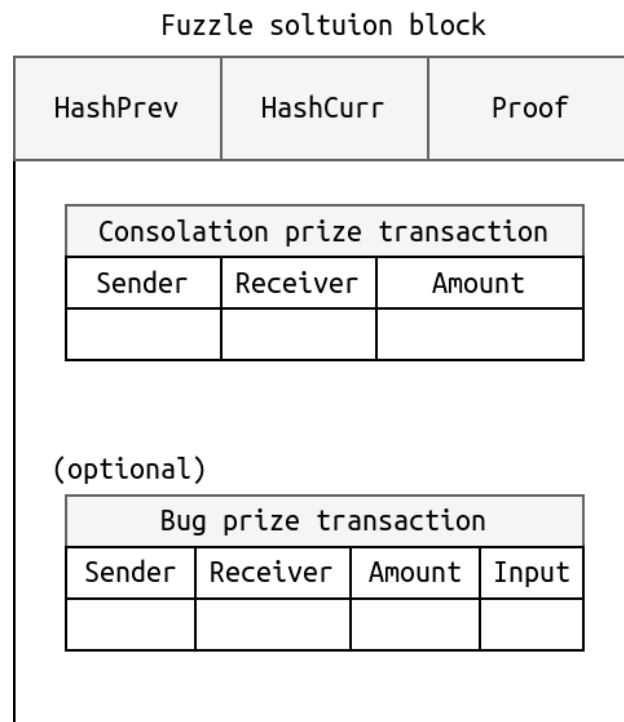 Fuzzle soltuion block
HashPrev HashCurr Proof
Consolation prize transaction
Sender Receiver Amount
(optional)
Bug prize transaction
Sender Receiver Amount Input